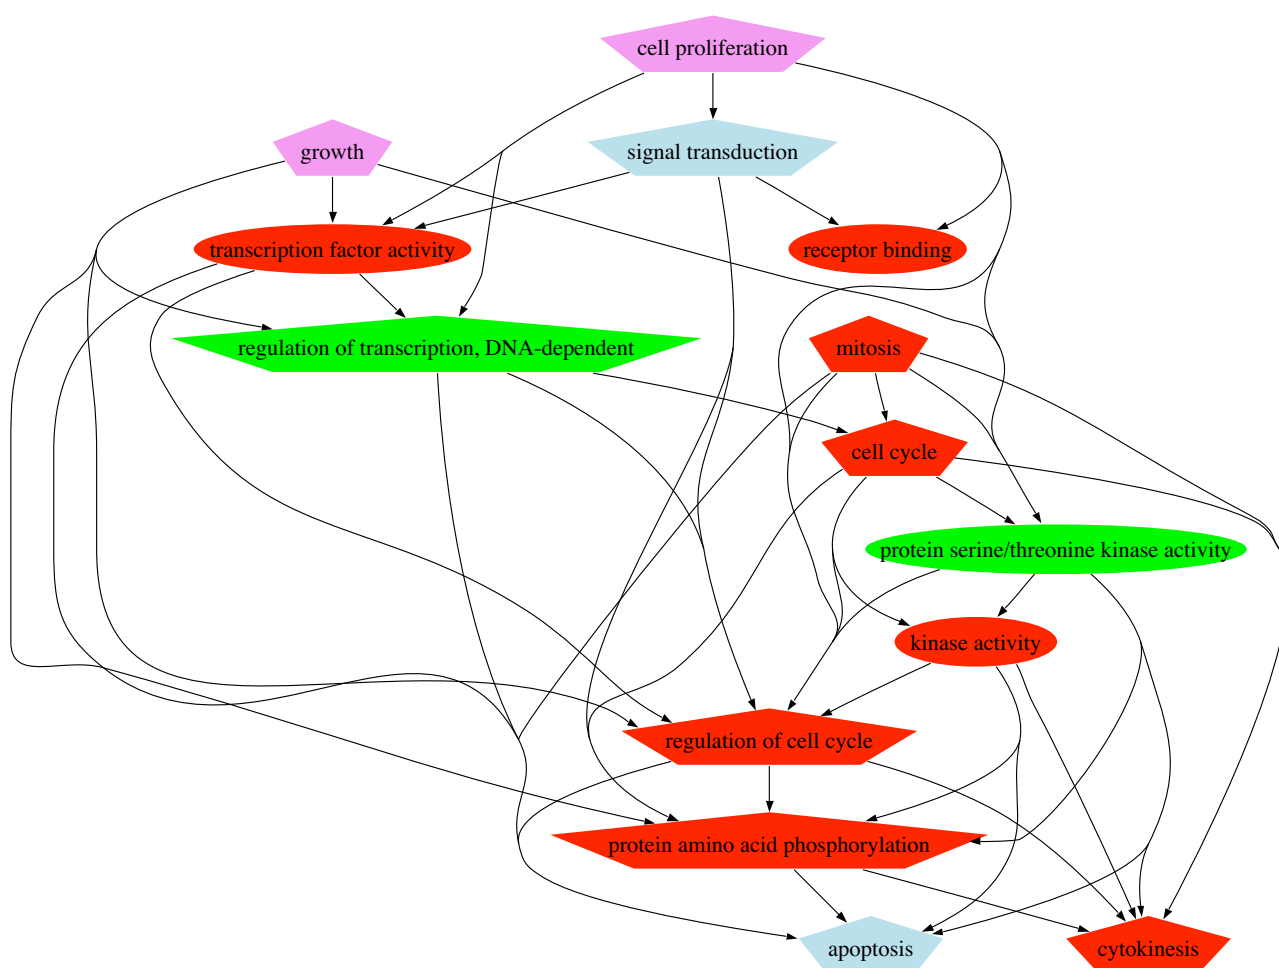 cell proliferation
growth
signal transduction
transcription factor activity
receptor binding
regulation of transcription, DNA-dependent
mitosis
cell cycle
protein serine/threonine kinase activity
kinase activity
regulation of cell cycle
protein amino acid phosphorylation
apoptosis
cytokinesis